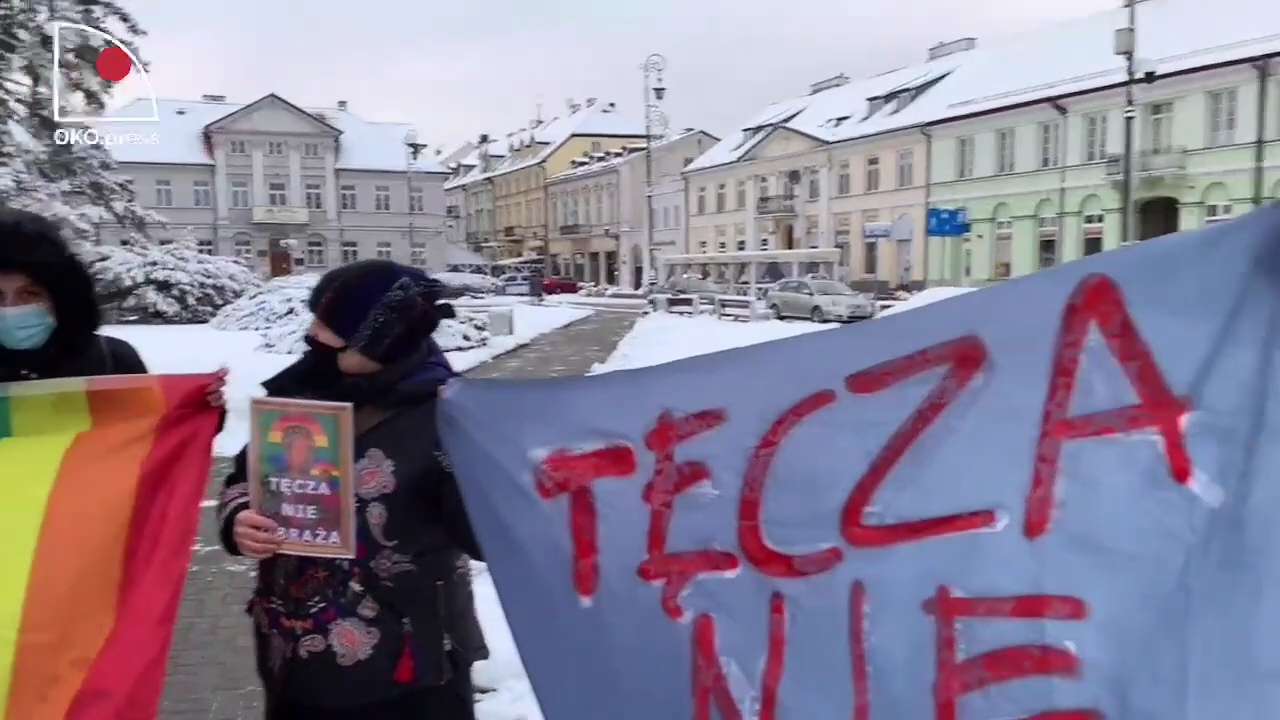 OKO.press
TĘCZA
NIE
OBRAŻA
TĘCZA
NIE